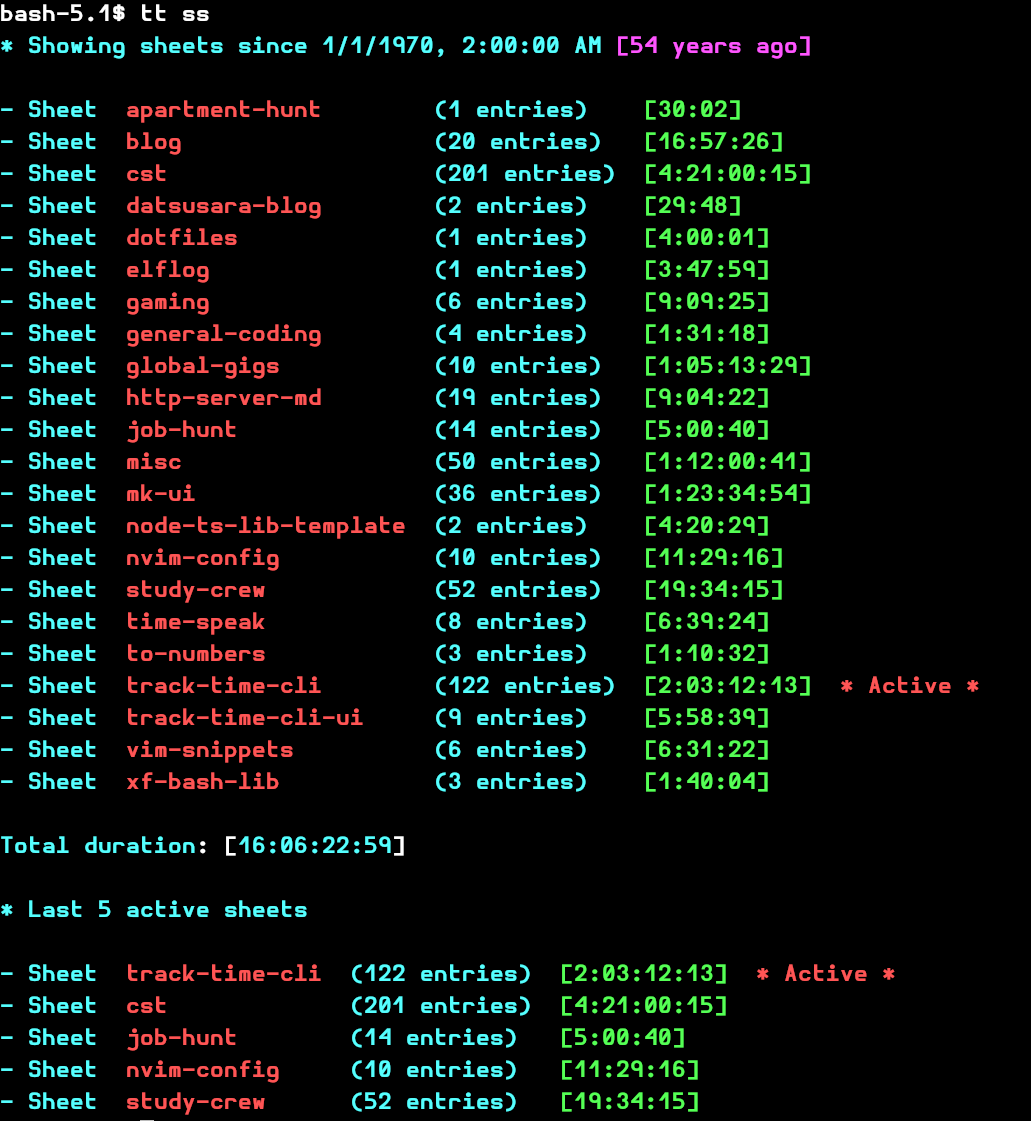 bash-5.1$ tt ss
* Showing sheets since 1/1/1970, 2:00:00 AM [54 years ago]
- Sheet apartment-hunt (1 entries) [30:02]
- Sheet blog (20 entries) [16:57:26]
- Sheet cst (201 entries) [4:21:00:15]
- Sheet datsusara-blog (2 entries) [29:48]
- Sheet dotfiles (1 entries) [4:00:01]
- Sheet elflog (1 entries) [3:47:59]
- Sheet gaming (6 entries) [9:09:25]
- Sheet general-coding (4 entries) [1:31:18]
- Sheet global-gigs (10 entries) [1:05:13:29]
- Sheet http-server-md (19 entries) [9:04:22]
- Sheet job-hunt (14 entries) [5:00:40]
- Sheet misc (50 entries) [1:12:00:41]
- Sheet mk-ui (36 entries) [1:23:34:54]
- Sheet node-ts-lib-template (2 entries) [4:20:29]
- Sheet nvim-config (10 entries) [11:29:16]
- Sheet study-crew (52 entries) [19:34:15]
- Sheet time-speak (8 entries) [6:39:24]
- Sheet to-numbers (3 entries) [1:10:32]
- Sheet track-time-cli (122 entries) [2:03:12:13] * Active *
- Sheet track-time-cli-ui (9 entries) [5:58:39]
- Sheet vim-snippets (6 entries) [6:31:22]
- Sheet xf-bash-lib (3 entries) [1:40:04]
Total duration: [16:06:22:59]
* Last 5 active sheets
- Sheet track-time-cli (122 entries) [2:03:12:13] * Active *
- Sheet cst (201 entries) [4:21:00:15]
- Sheet job-hunt (14 entries) [5:00:40]
- Sheet nvim-config (10 entries) [11:29:16]
- Sheet study-crew (52 entries) [19:34:15]